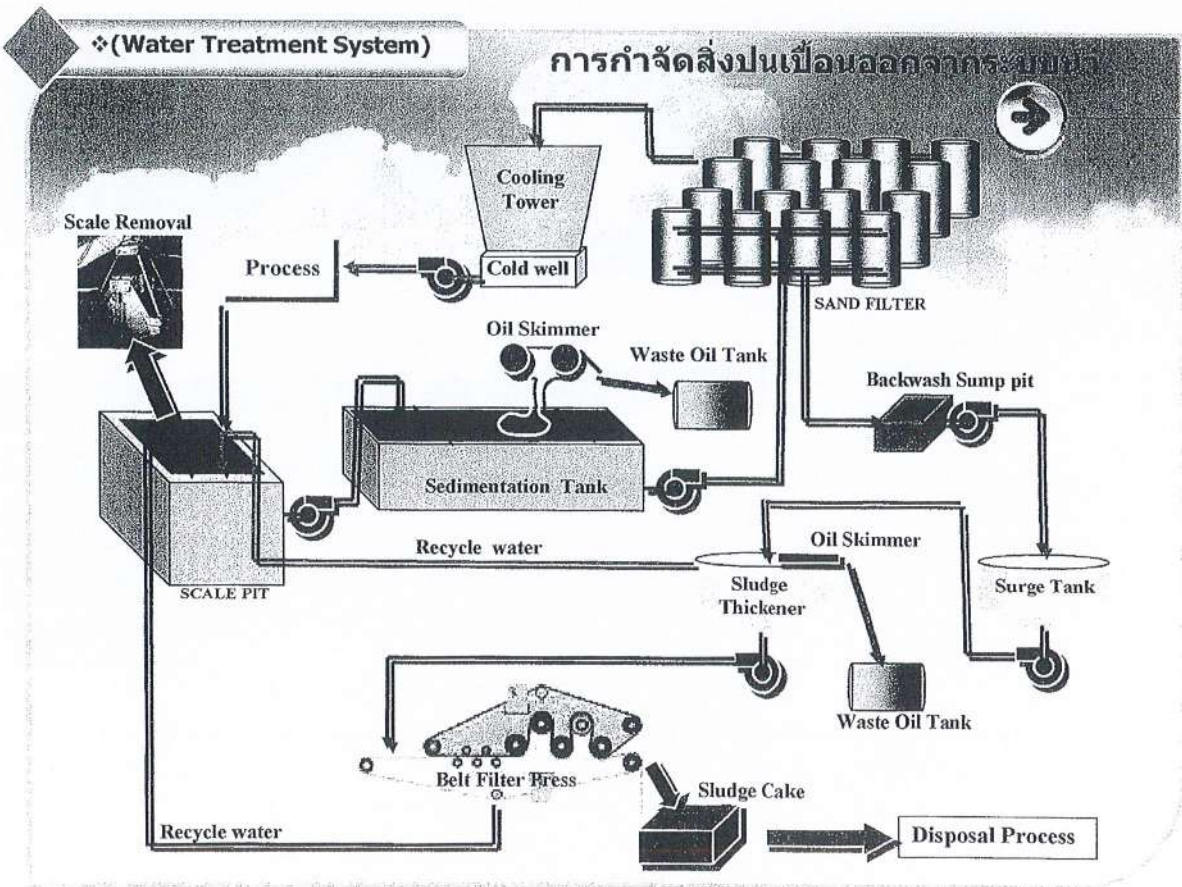 ❖(Water Treatment System)
การกำจัดสิ่งปนเปื้อนออกจากระบบน้ำ
Cooling
Tower
Cold well
Scale Removal
Process
SAND FILTER
Oil Skimmer
Waste Oil Tank
Backwash Sump pit
Sedimentation Tank
Recycle water
Oil Skimmer
SCALE PIT
Sludge
Thickener
Surge Tank
Waste Oil Tank
Belt Filter Press
Sludge Cake
Recycle water
Disposal Process